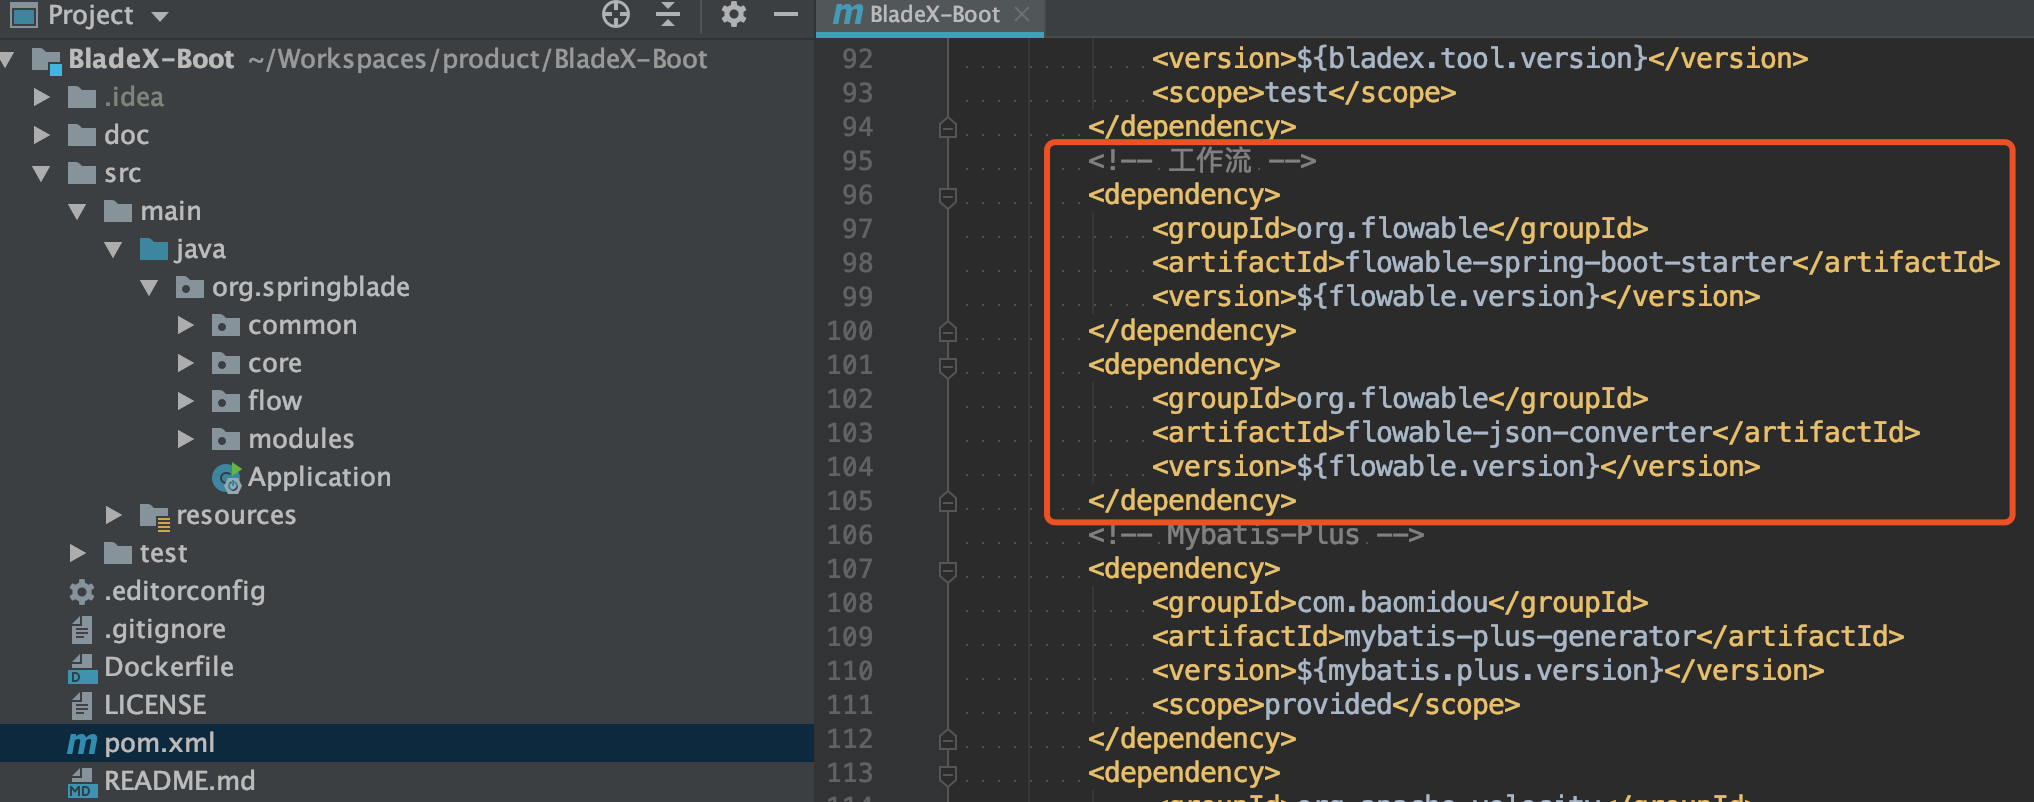 Project
BladeX-Boot ~/Workspaces/product/BladeX-Boot
.idea
doc
src
main
java
org.springblade
common
core
flow
modules
Application
resources
test
.editorconfig
.gitignore
Dockerfile
LICENSE
pom.xml
README.md
BladeX-Boot
92 <version>${bladex.tool.version}</version>
93 <scope>test</scope>
94 </dependency>
95 <!-- 工作流 -->
96 <dependency>
97 <groupId>org.flowable</groupId>
98 <artifactId>flowable-spring-boot-starter</artifactId>
99 <version>${flowable.version}</version>
100 </dependency>
101 <dependency>
102 <groupId>org.flowable</groupId>
103 <artifactId>flowable-json-converter</artifactId>
104 <version>${flowable.version}</version>
105 </dependency>
106 <!-- Mybatis-Plus -->
107 <dependency>
108 <groupId>com.baomidou</groupId>
109 <artifactId>mybatis-plus-generator</artifactId>
110 <version>${mybatis.plus.version}</version>
111 <scope>provided</scope>
112 </dependency>
113 <dependency>
114 <groupId>org.apache.velocity</groupId>